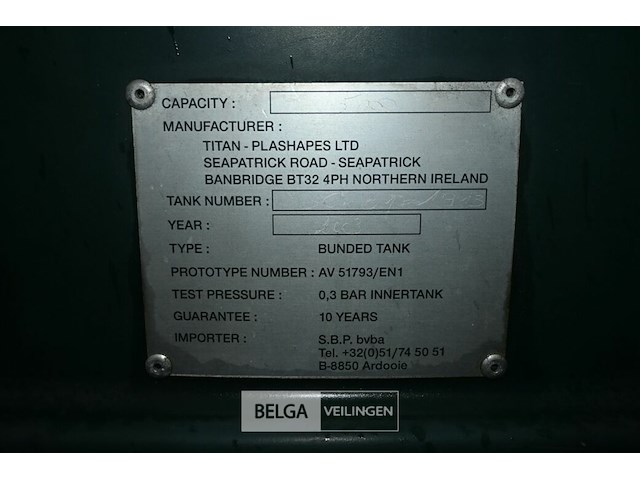 CAPACITY :
MANUFACTURER :
TITAN - PLASHAPES LTD
SEAPATRICK ROAD - SEAPATRICK
BANBRIDGE BT32 4PH NORTHERN IRELAND
TANK NUMBER :
YEAR : 2003
TYPE : BUNDED TANK
PROTOTYPE NUMBER : AV 51793/EN1
TEST PRESSURE : 0,3 BAR INNERTANK
GUARANTEE : 10 YEARS
IMPORTER : S.B.P. bvba
Tel. +32(0)51/74 50 51
B-8850 Ardooie
BELGA VEILINGEN